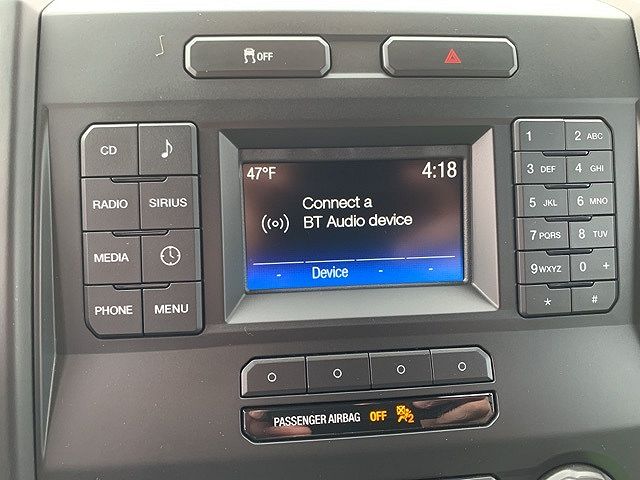 OFF
CD
RADIO SIRIUS
MEDIA
PHONE MENU
47°F 4:18
Connect a
BT Audio device
- Device - -
1 2 ABC
3 DEF 4 GHI
5 JKL 6 MNO
7 PQRS 8 TUV
9 WXYZ 0 +
* #
PASSENGER AIRBAG OFF 2